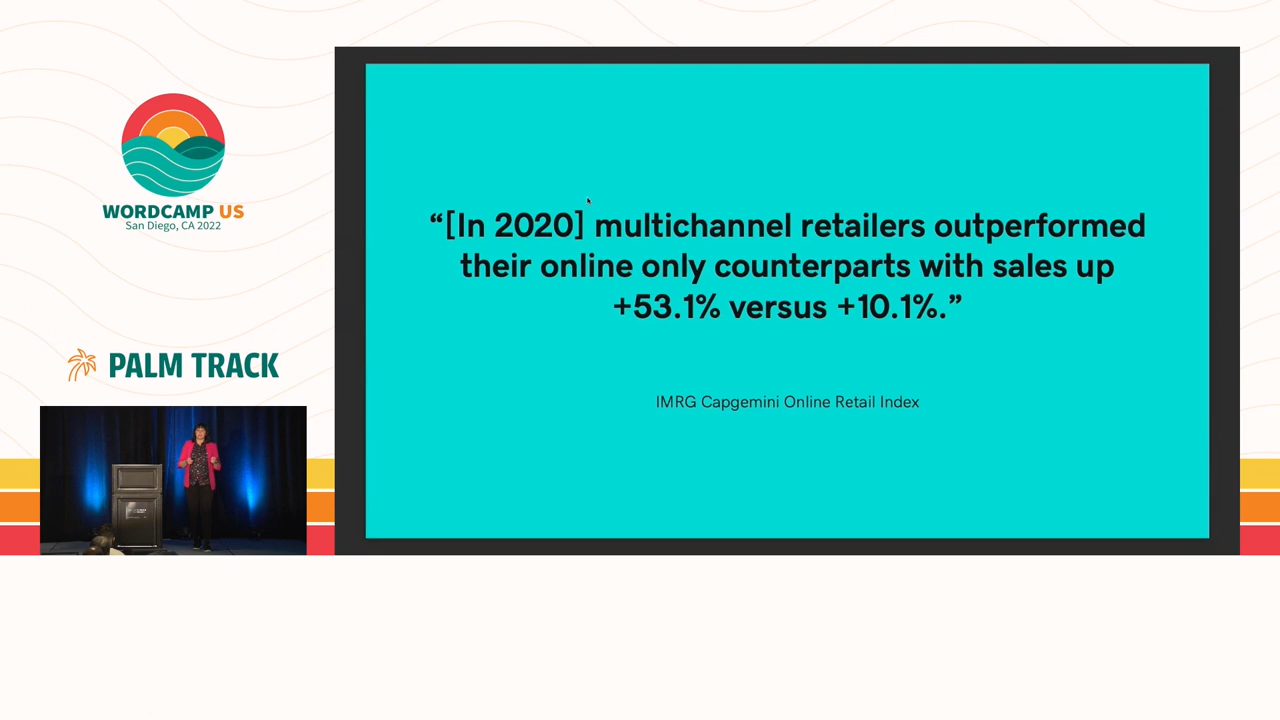 WORDCAMP US
San Diego, CA 2022
PALM TRACK
“[In 2020] multichannel retailers outperformed
their online only counterparts with sales up
+53.1% versus +10.1%.”
IMRG Capgemini Online Retail Index